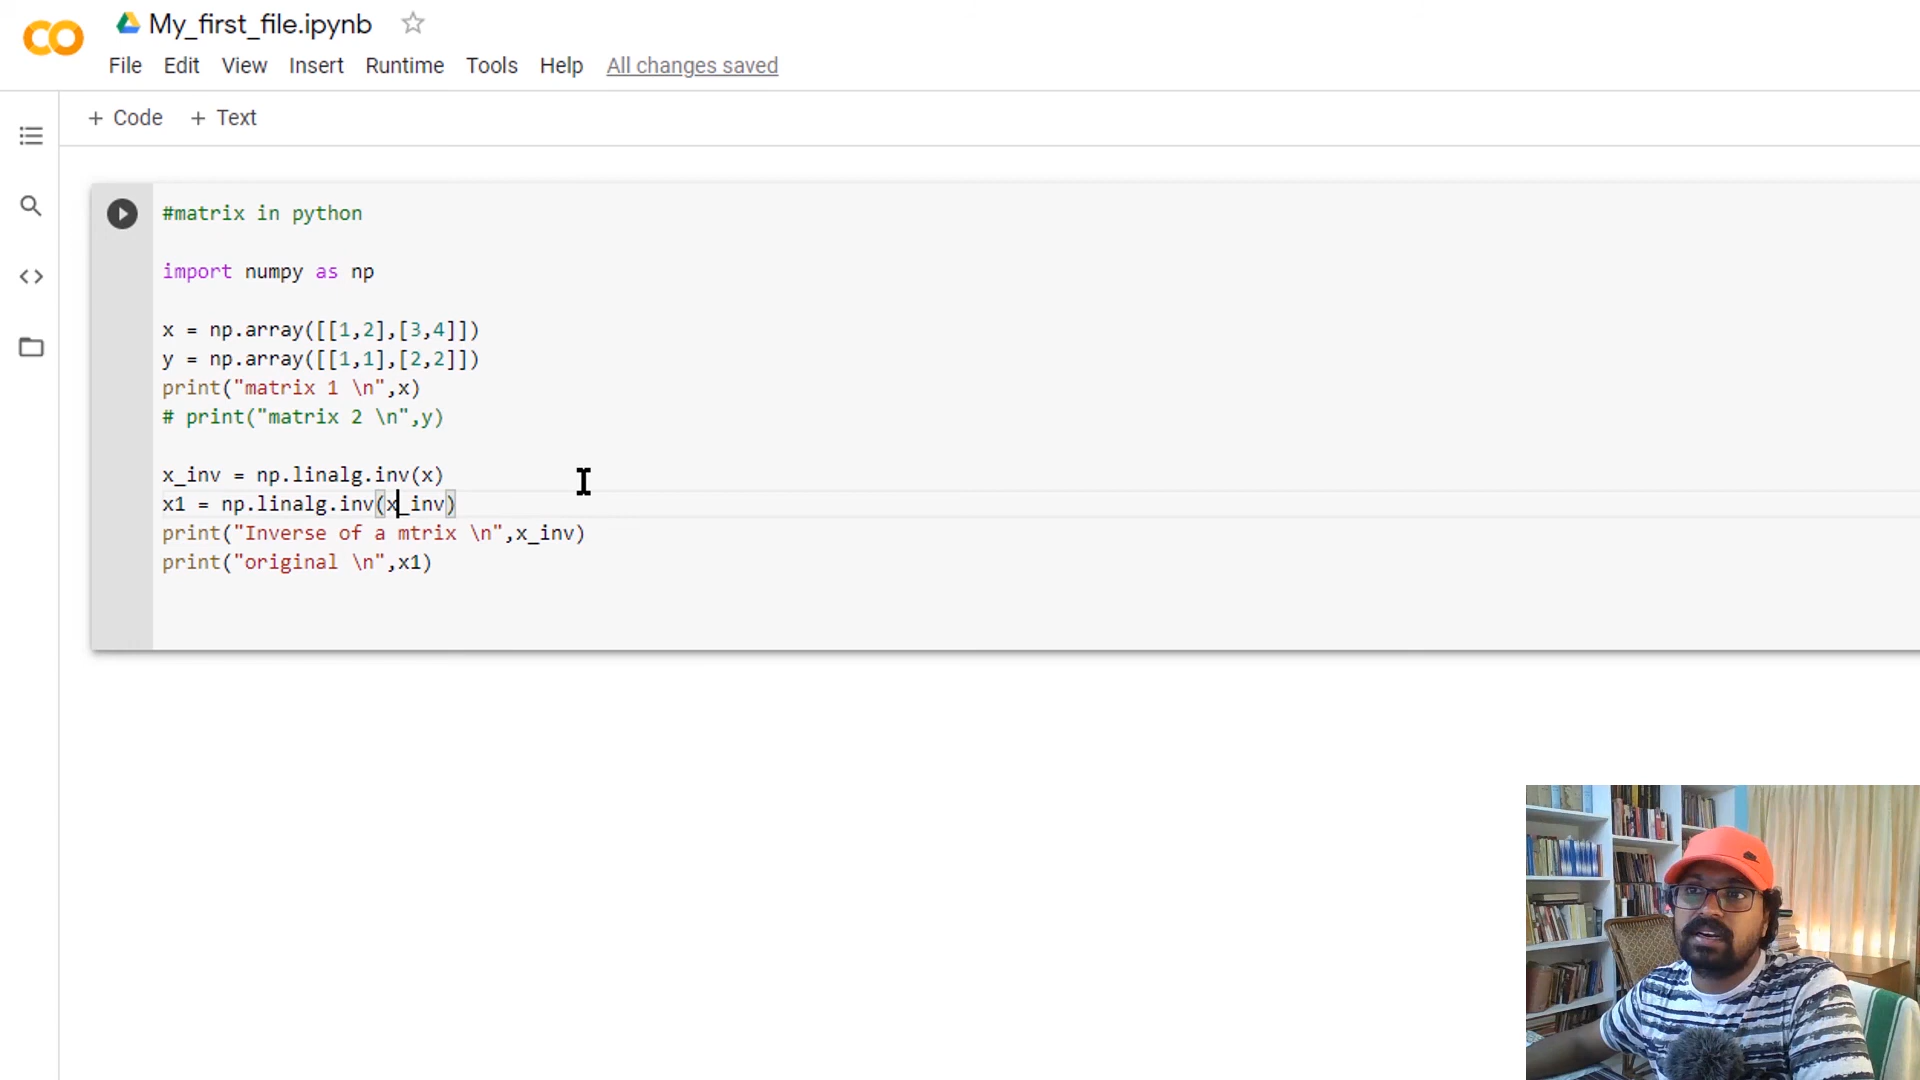 My_first_file.ipynb
File Edit View Insert Runtime Tools Help All changes saved
+ Code + Text
#matrix in python
import numpy as np
x = np.array([[1,2],[3,4]])
y = np.array([[1,1],[2,2]])
print("matrix 1 \n",x)
# print("matrix 2 \n",y)
x_inv = np.linalg.inv(x)
x1 = np.linalg.inv(x_inv)
print("Inverse of a mtrix \n",x_inv)
print("original \n",x1)